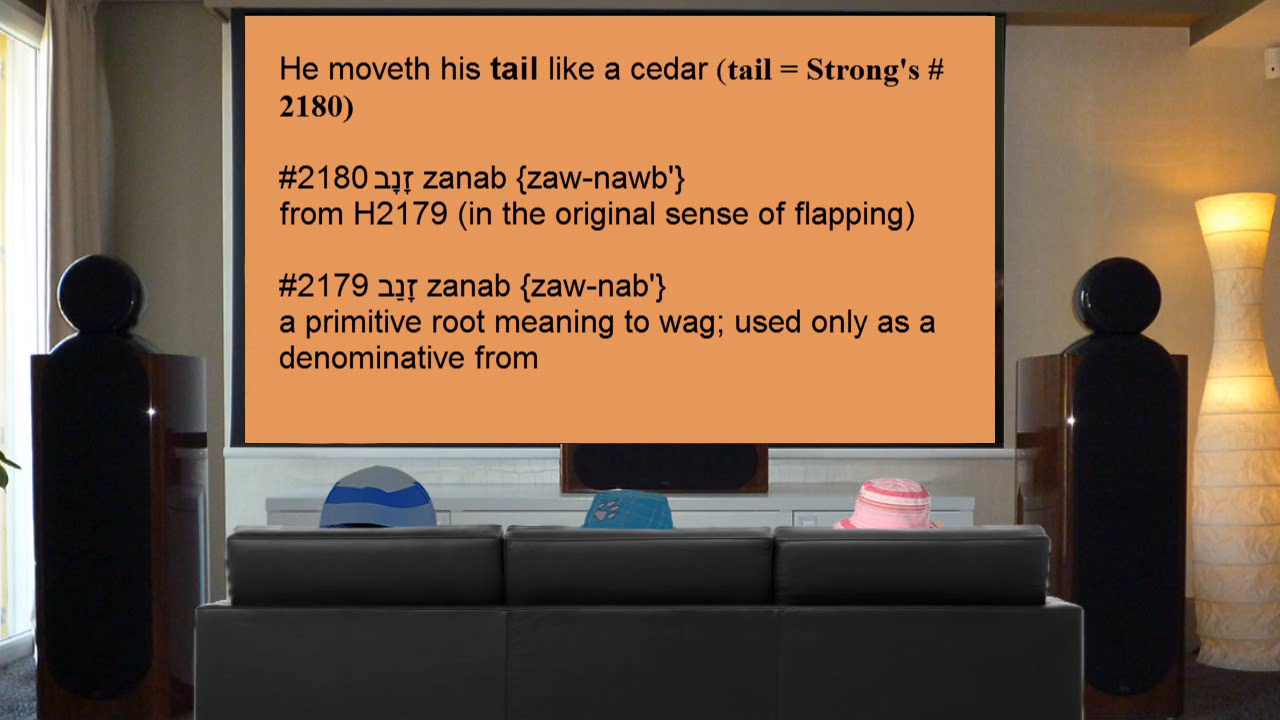 He moveth his tail like a cedar (tail = Strong's #
2180)
#2180 זָנָב zanab {zaw-nawb'}
from H2179 (in the original sense of flapping)
#2179 זָנַב zanab {zaw-nab'}
a primitive root meaning to wag; used only as a
denominative from